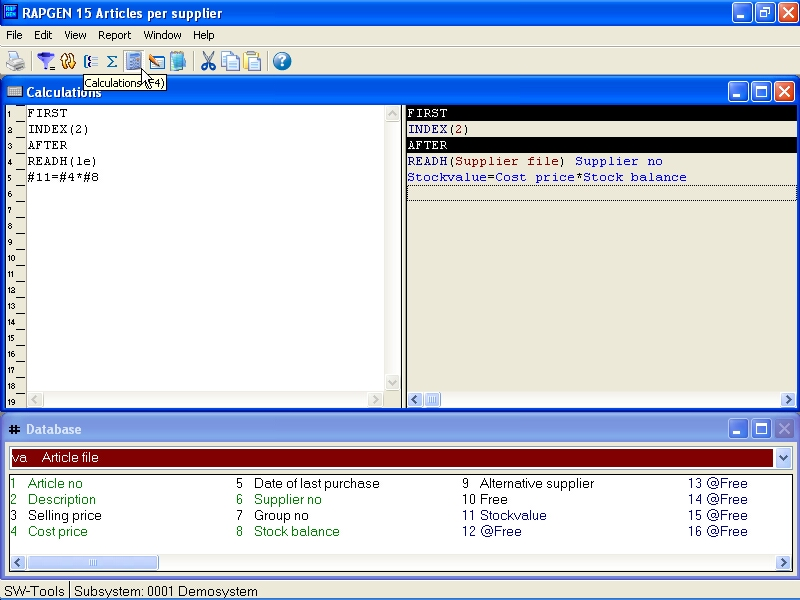 RAPGEN 15 Articles per supplier
File Edit View Report Window Help
Calculations (F4)
Calculations
1 FIRST
2 INDEX(2)
3 AFTER
4 READH(le)
5 #11=#4*#8
6
7
8
9
10
11
12
13
14
15
16
17
18
19
FIRST
INDEX(2)
AFTER
READH(Supplier file) Supplier no
Stockvalue=Cost price*Stock balance
# Database
va Article file
1 Article no 5 Date of last purchase 9 Alternative supplier 13 @Free
2 Description 6 Supplier no 10 Free 14 @Free
3 Selling price 7 Group no 11 Stockvalue 15 @Free
4 Cost price 8 Stock balance 12 @Free 16 @Free
SW-Tools Subsystem: 0001 Demosystem